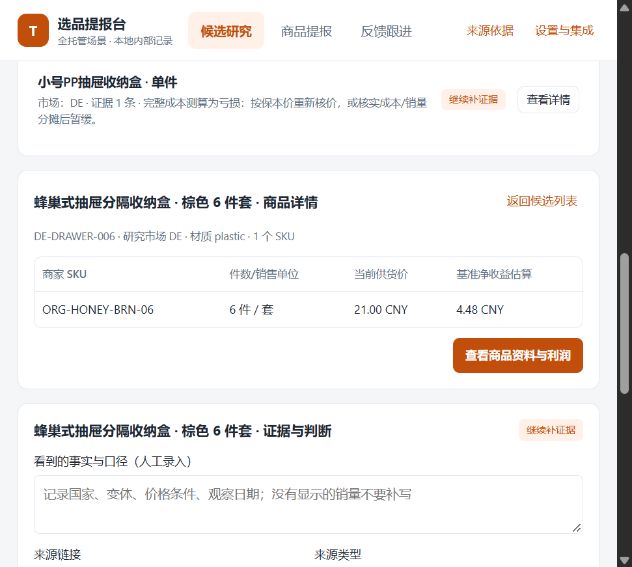 T
选品提报台
全托管场景 · 本地内部记录
候选研究
商品提报
反馈跟进
来源依据
设置与集成
小号PP抽屉收纳盒 · 单件
市场：DE · 证据 1 条 · 完整成本测算为亏损：按保本价重新核价，或核实成本/销量
分摊后暂缓。
继续补证据
查看详情
蜂巢式抽屉分隔收纳盒 · 棕色 6 件套 · 商品详情
返回候选列表
DE-DRAWER-006 · 研究市场 DE · 材质 plastic · 1 个 SKU
商家 SKU
件数/销售单位
当前供货价
基准净收益估算
ORG-HONEY-BRN-06
6 件 / 套
21.00 CNY
4.48 CNY
查看商品资料与利润
蜂巢式抽屉分隔收纳盒 · 棕色 6 件套 · 证据与判断
继续补证据
看到的事实与口径（人工录入）
记录国家、变体、价格条件、观察日期；没有显示的销量不要补写
来源链接
来源类型